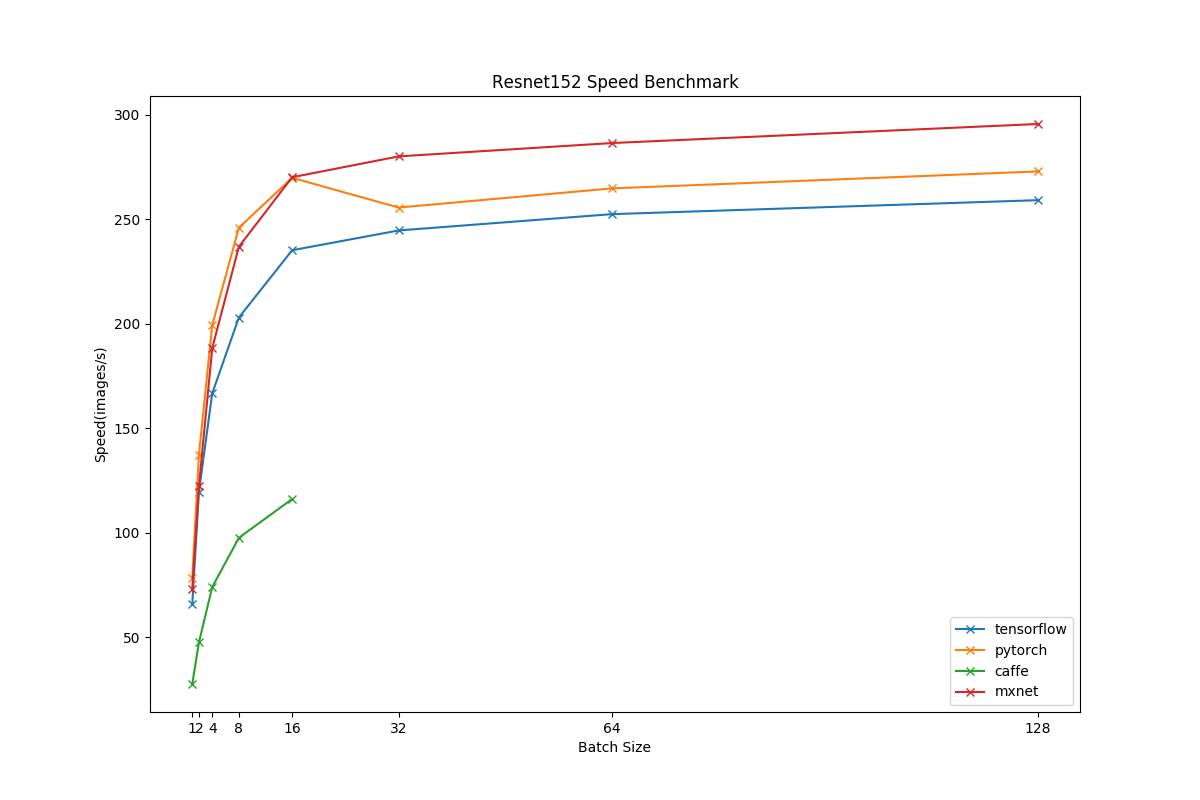 Resnet152 Speed Benchmark
300
250
200
150
100
50
Speed(images/s)
1 2 4 8 16 32 64 128
Batch Size
tensorflow
pytorch
caffe
mxnet